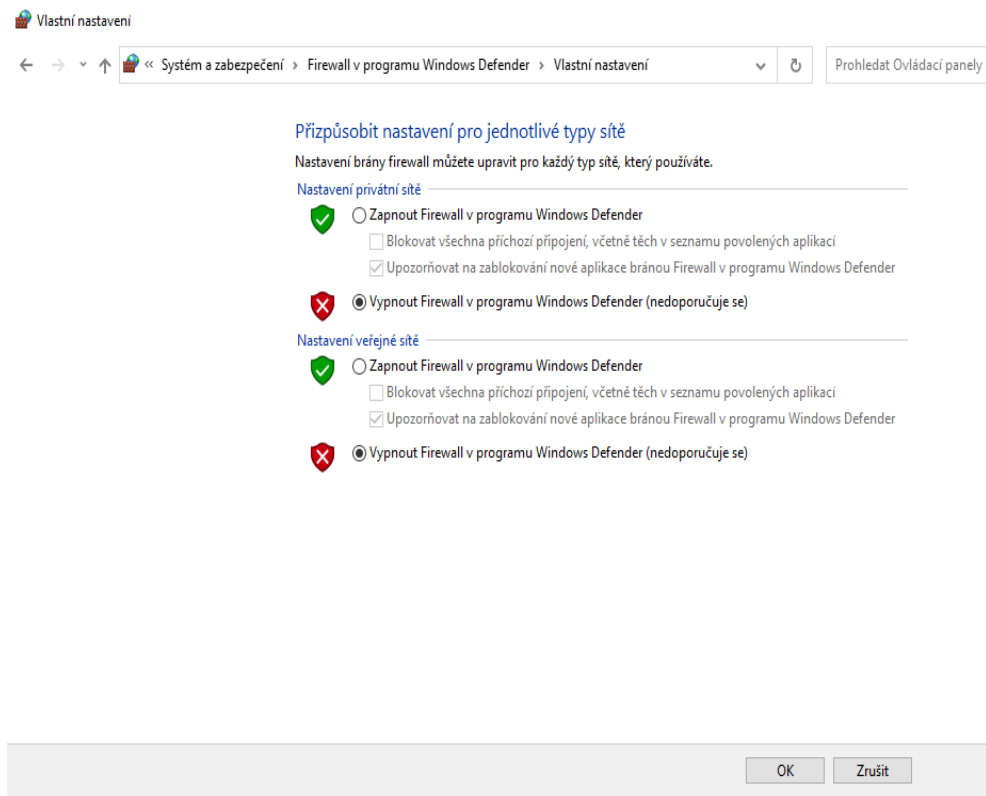 Vlastní nastavení
« Systém a zabezpečení > Firewall v programu Windows Defender > Vlastní nastavení
Prohledat Ovládací panely
Přizpůsobit nastavení pro jednotlivé typy sítě
Nastavení brány firewall můžete upravit pro každý typ sítě, který používáte.
Nastavení privátní sítě
Zapnout Firewall v programu Windows Defender
Blokovat všechna příchozí připojení, včetně těch v seznamu povolených aplikací
Upozorňovat na zablokování nové aplikace bránou Firewall v programu Windows Defender
Vypnout Firewall v programu Windows Defender (nedoporučuje se)
Nastavení veřejné sítě
Zapnout Firewall v programu Windows Defender
Blokovat všechna příchozí připojení, včetně těch v seznamu povolených aplikací
Upozorňovat na zablokování nové aplikace bránou Firewall v programu Windows Defender
Vypnout Firewall v programu Windows Defender (nedoporučuje se)
OK
Zrušit